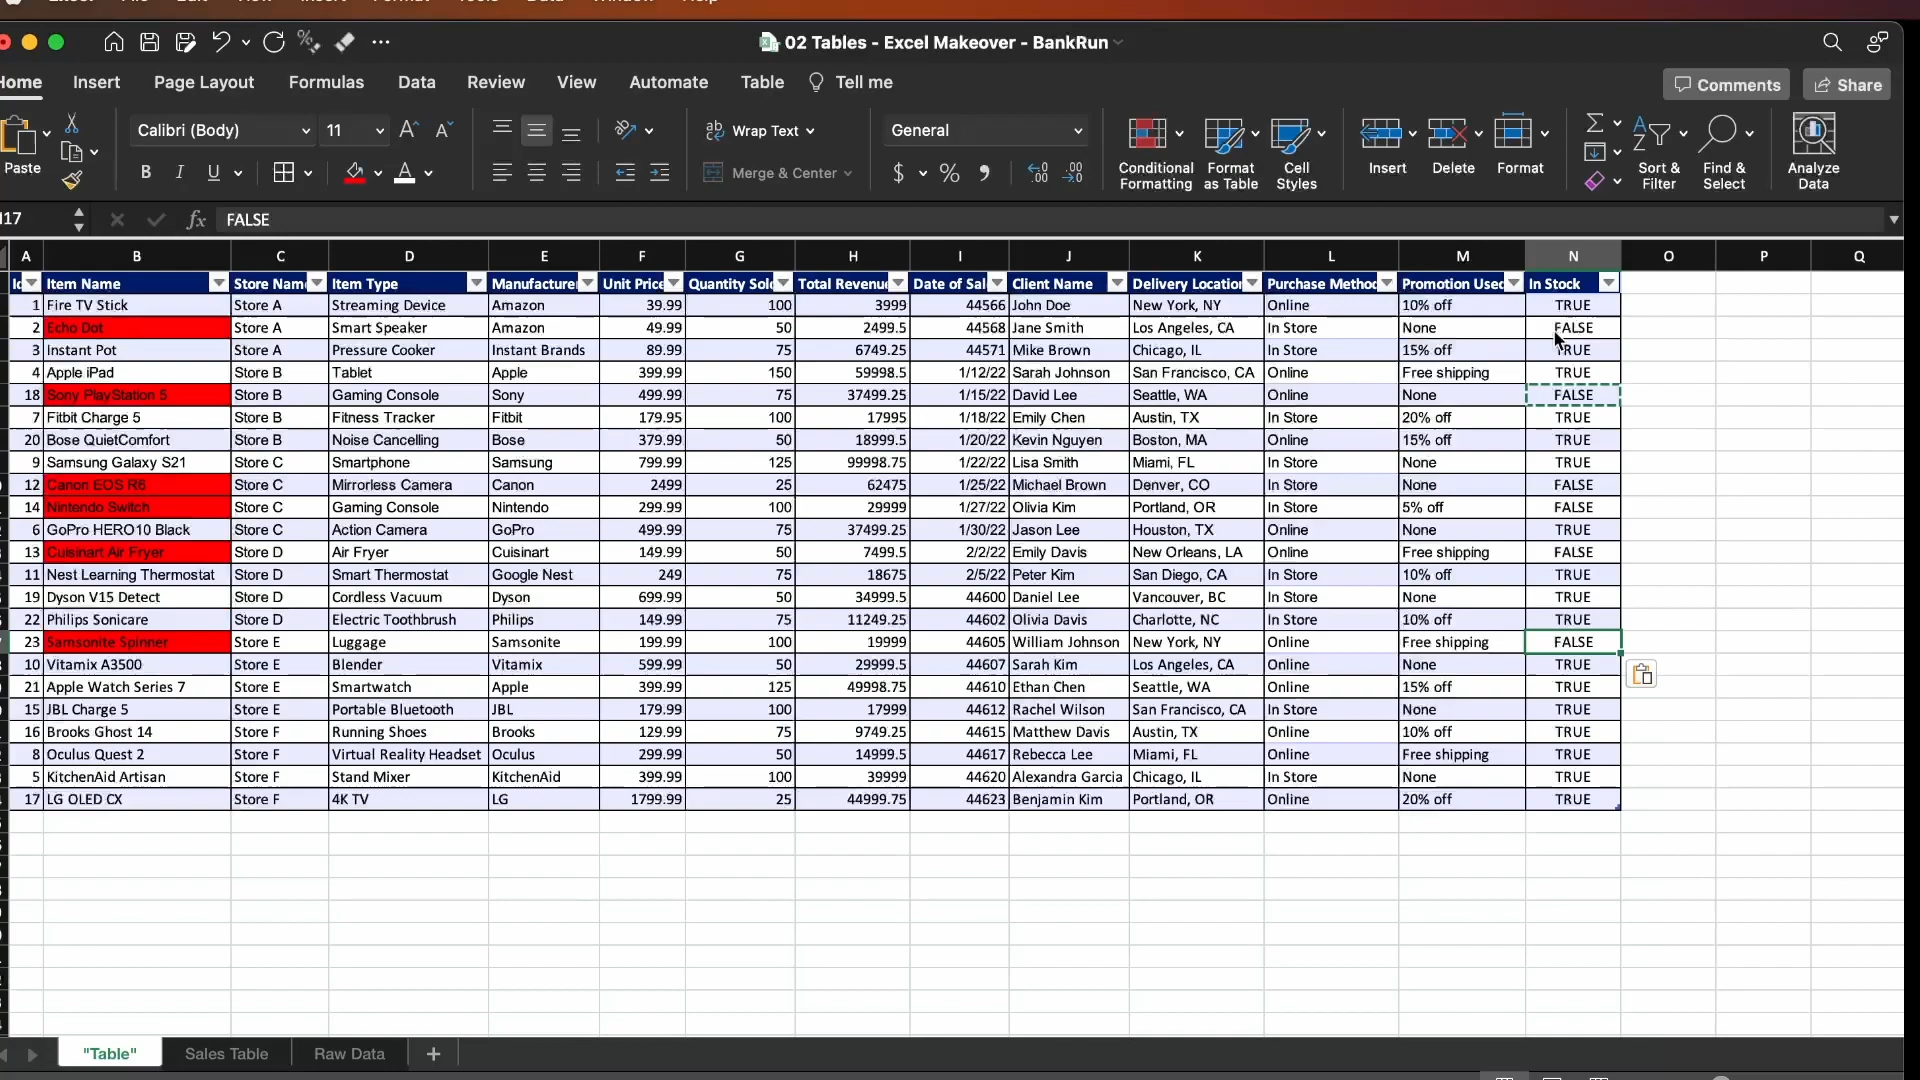 02 Tables - Excel Makeover - BankRun
Home Insert Page Layout Formulas Data Review View Automate Table Tell me Comments Share
Paste
Calibri (Body) 11
B I U A
ab Wrap Text
Merge & Center
General
$ %
Conditional Formatting
Format as Table
Cell Styles
Insert
Delete
Format
Sort & Filter
Find & Select
Analyze Data
17 fx FALSE
A B C D E F G H I J K L M N O P Q
Item Name Store Nam Item Type Manufacture Unit Price Quantity Sol Total Revenu Date of Sal Client Name Delivery Location Purchase Method Promotion Used In Stock
1 Fire TV Stick Store A Streaming Device Amazon 39.99 100 3999 44566 John Doe New York, NY Online 10% off TRUE
2 Echo Dot Store A Smart Speaker Amazon 49.99 50 2499.5 44568 Jane Smith Los Angeles, CA In Store None FALSE
3 Instant Pot Store A Pressure Cooker Instant Brands 89.99 75 6749.25 44571 Mike Brown Chicago, IL In Store 15% off TRUE
4 Apple iPad Store B Tablet Apple 399.99 150 59998.5 1/12/22 Sarah Johnson San Francisco, CA Online Free shipping TRUE
18 Sony PlayStation 5 Store B Gaming Console Sony 499.99 75 37499.25 1/15/22 David Lee Seattle, WA Online None FALSE
7 Fitbit Charge 5 Store B Fitness Tracker Fitbit 179.95 100 17995 1/18/22 Emily Chen Austin, TX In Store 20% off TRUE
20 Bose QuietComfort Store B Noise Cancelling Bose 379.99 50 18999.5 1/20/22 Kevin Nguyen Boston, MA Online 15% off TRUE
9 Samsung Galaxy S21 Store C Smartphone Samsung 799.99 125 99998.75 1/22/22 Lisa Smith Miami, FL In Store None TRUE
12 Canon EOS R6 Store C Mirrorless Camera Canon 2499 25 62475 1/25/22 Michael Brown Denver, CO In Store None FALSE
14 Nintendo Switch Store C Gaming Console Nintendo 299.99 100 29999 1/27/22 Olivia Kim Portland, OR In Store 5% off FALSE
6 GoPro HERO10 Black Store C Action Camera GoPro 499.99 75 37499.25 1/30/22 Jason Lee Houston, TX Online None TRUE
13 Cuisinart Air Fryer Store D Air Fryer Cuisinart 149.99 50 7499.5 2/2/22 Emily Davis New Orleans, LA Online Free shipping FALSE
11 Nest Learning Thermostat Store D Smart Thermostat Google Nest 249 75 18675 2/5/22 Peter Kim San Diego, CA In Store 10% off TRUE
19 Dyson V15 Detect Store D Cordless Vacuum Dyson 699.99 50 34999.5 44600 Daniel Lee Vancouver, BC In Store None TRUE
22 Philips Sonicare Store D Electric Toothbrush Philips 149.99 75 11249.25 44602 Olivia Davis Charlotte, NC In Store 10% off TRUE
23 Samsonite Spinner Store E Luggage Samsonite 199.99 100 19999 44605 William Johnson New York, NY Online Free shipping FALSE
10 Vitamix A3500 Store E Blender Vitamix 599.99 50 29999.5 44607 Sarah Kim Los Angeles, CA Online None TRUE
21 Apple Watch Series 7 Store E Smartwatch Apple 399.99 125 49998.75 44610 Ethan Chen Seattle, WA Online 15% off TRUE
15 JBL Charge 5 Store E Portable Bluetooth JBL 179.99 100 17999 44612 Rachel Wilson San Francisco, CA In Store None TRUE
16 Brooks Ghost 14 Store F Running Shoes Brooks 129.99 75 9749.25 44615 Matthew Davis Austin, TX Online 10% off TRUE
8 Oculus Quest 2 Store F Virtual Reality Headset Oculus 299.99 50 14999.5 44617 Rebecca Lee Miami, FL Online Free shipping TRUE
5 KitchenAid Artisan Store F Stand Mixer KitchenAid 399.99 100 39999 44620 Alexandra Garcia Chicago, IL In Store None TRUE
17 LG OLED CX Store F 4K TV LG 1799.99 25 44999.75 44623 Benjamin Kim Portland, OR Online 20% off TRUE
"Table" Sales Table Raw Data +